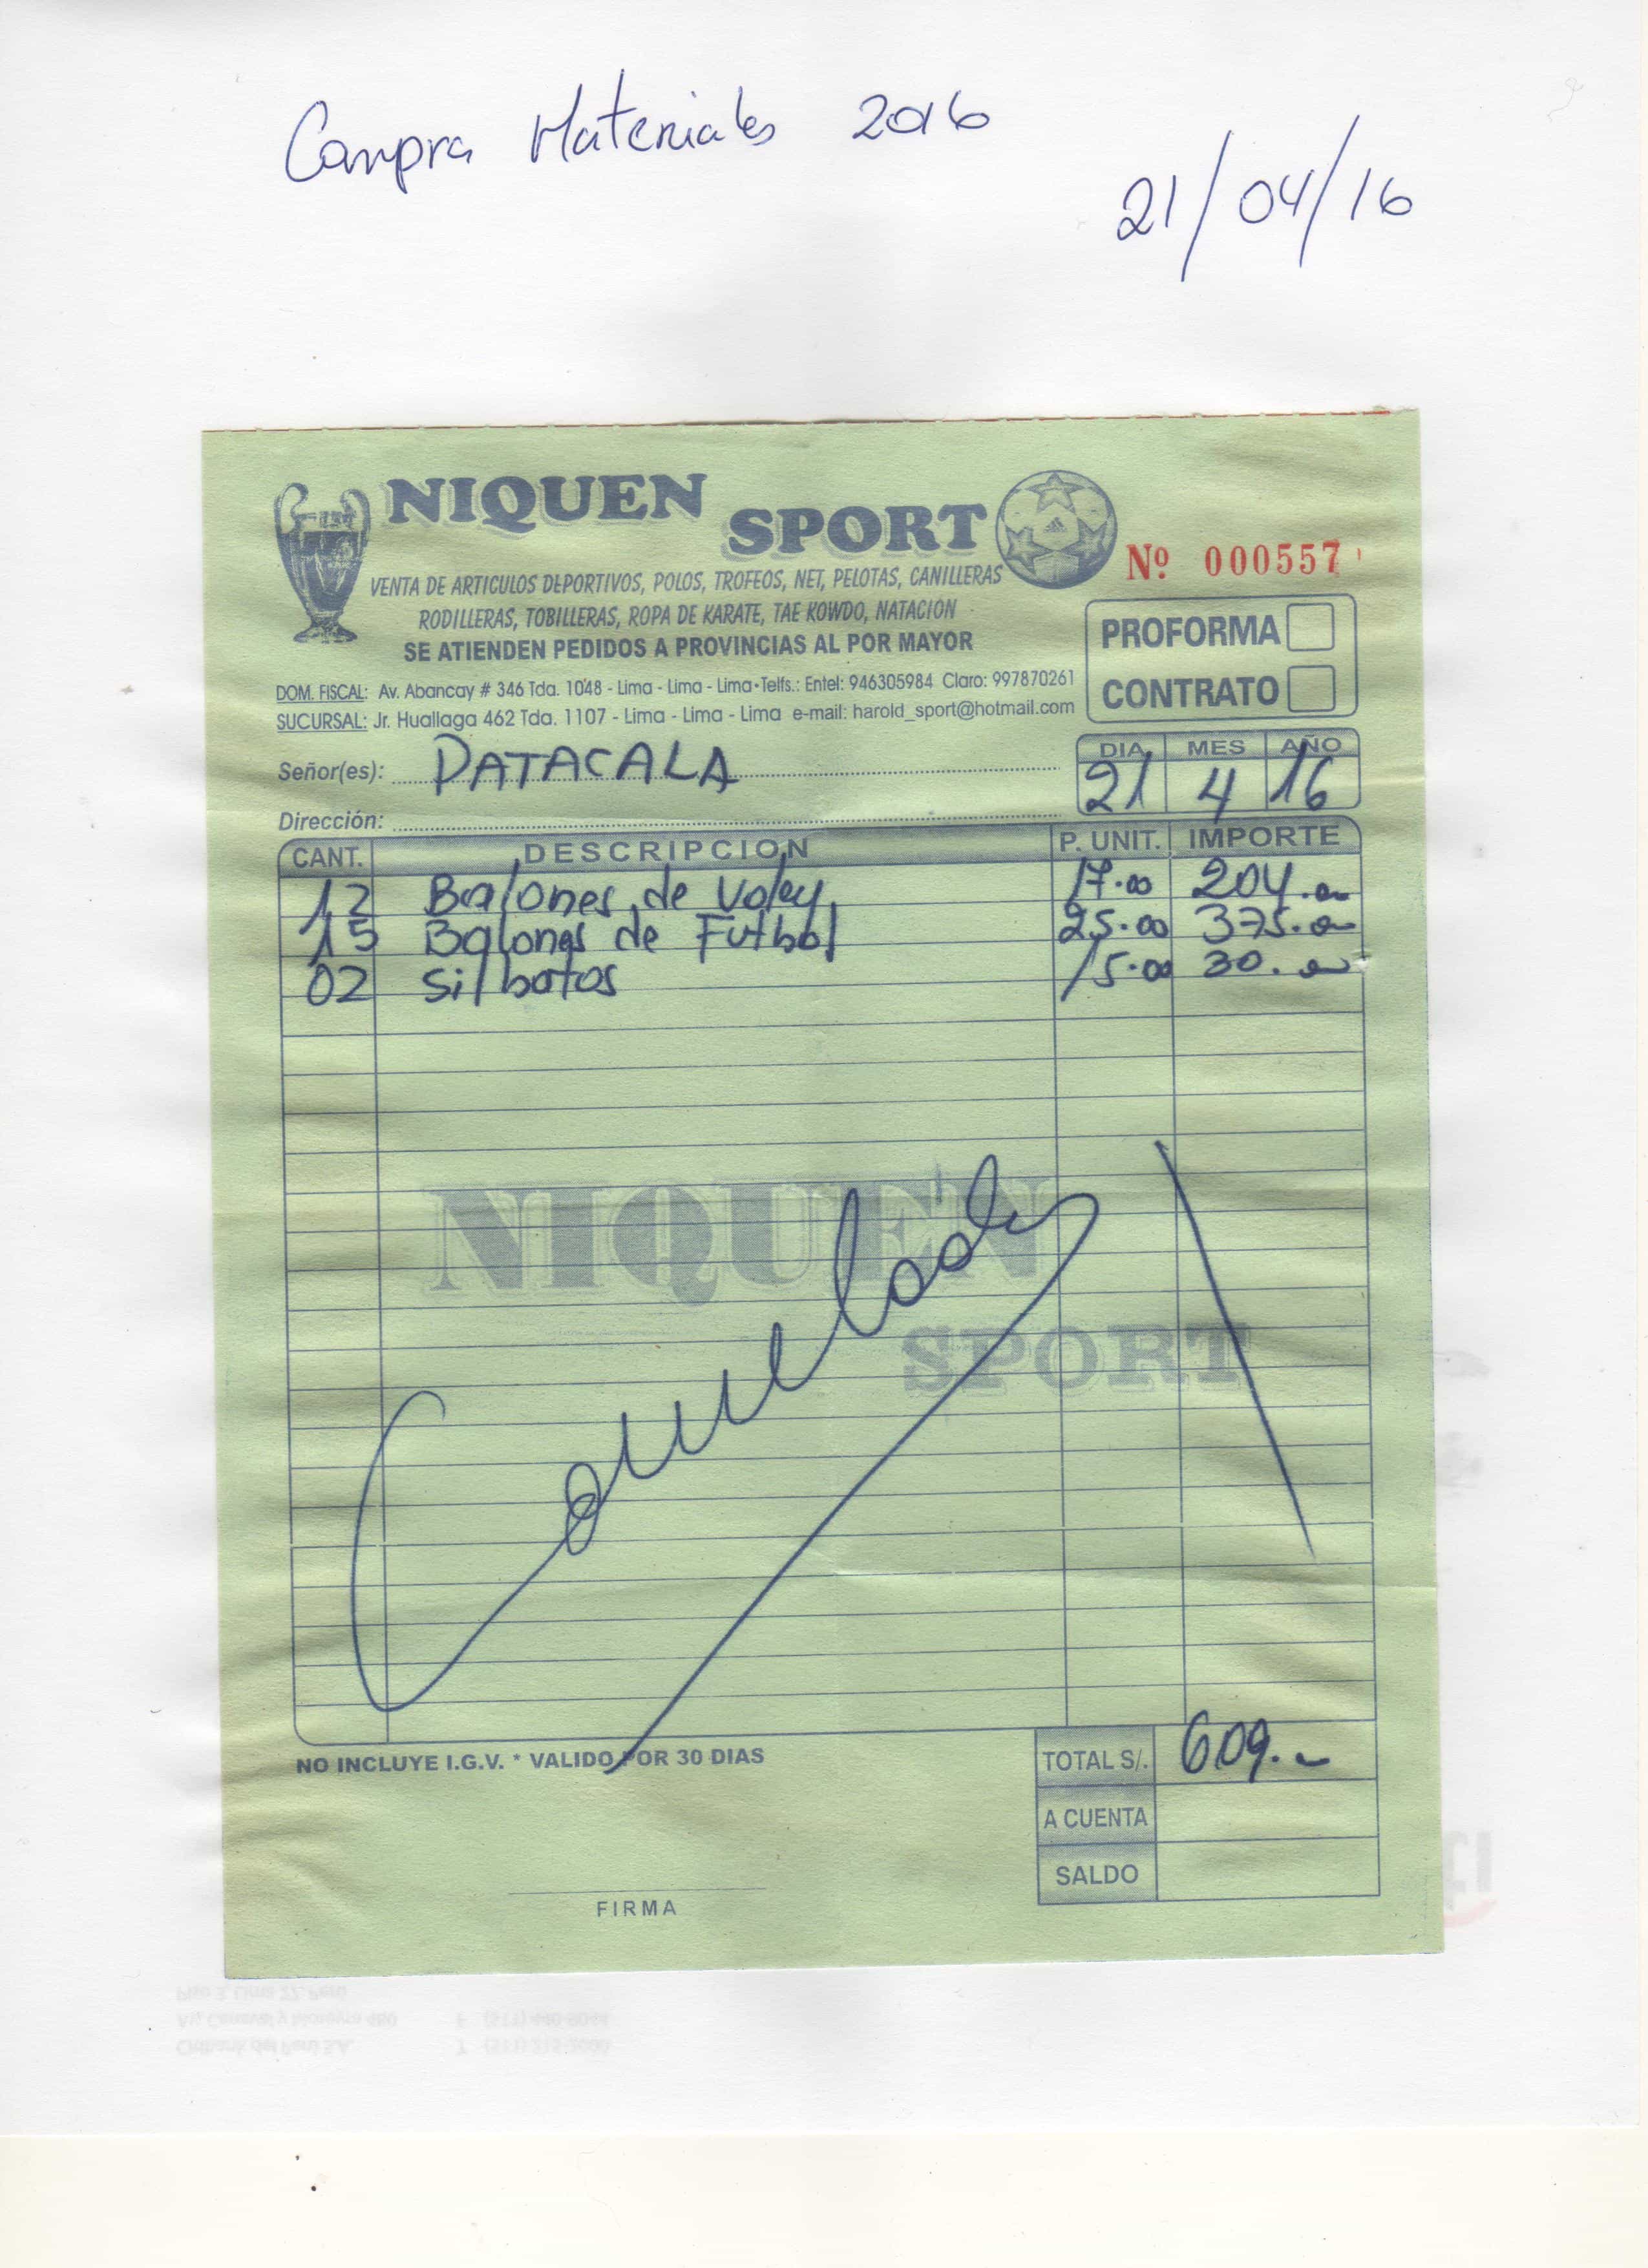 Compra Materiales 2016
21/04/16
NIQUEN SPORT
Nº 000557
VENTA DE ARTICULOS DEPORTIVOS, POLOS, TROFEOS, NET, PELOTAS, CANILLERAS
RODILLERAS, TOBILLERAS, ROPA DE KARATE, TAE KOWDO, NATACION
SE ATIENDEN PEDIDOS A PROVINCIAS AL POR MAYOR
PROFORMA
CONTRATO
DOM. FISCAL: Av. Abancay # 346 Tda. 1048 - Lima - Lima - Lima•Telfs.: Entel: 946305984 Claro: 997870261
SUCURSAL: Jr. Huallaga 462 Tda. 1107 - Lima - Lima - Lima e-mail: harold_sport@hotmail.com
Señor(es): PATACALA
DIA MES AÑO
21 4 16
Dirección:
CANT. DESCRIPCION P. UNIT. IMPORTE
12 Balones de Voley 17.00 204.00
15 Balones de Futbol 25.00 375.00
02 Silbatos 15.00 30.00
NIQUEN
SPORT
NO INCLUYE I.G.V. * VALIDO POR 30 DIAS
TOTAL S/. 609.-
A CUENTA
SALDO
FIRMA